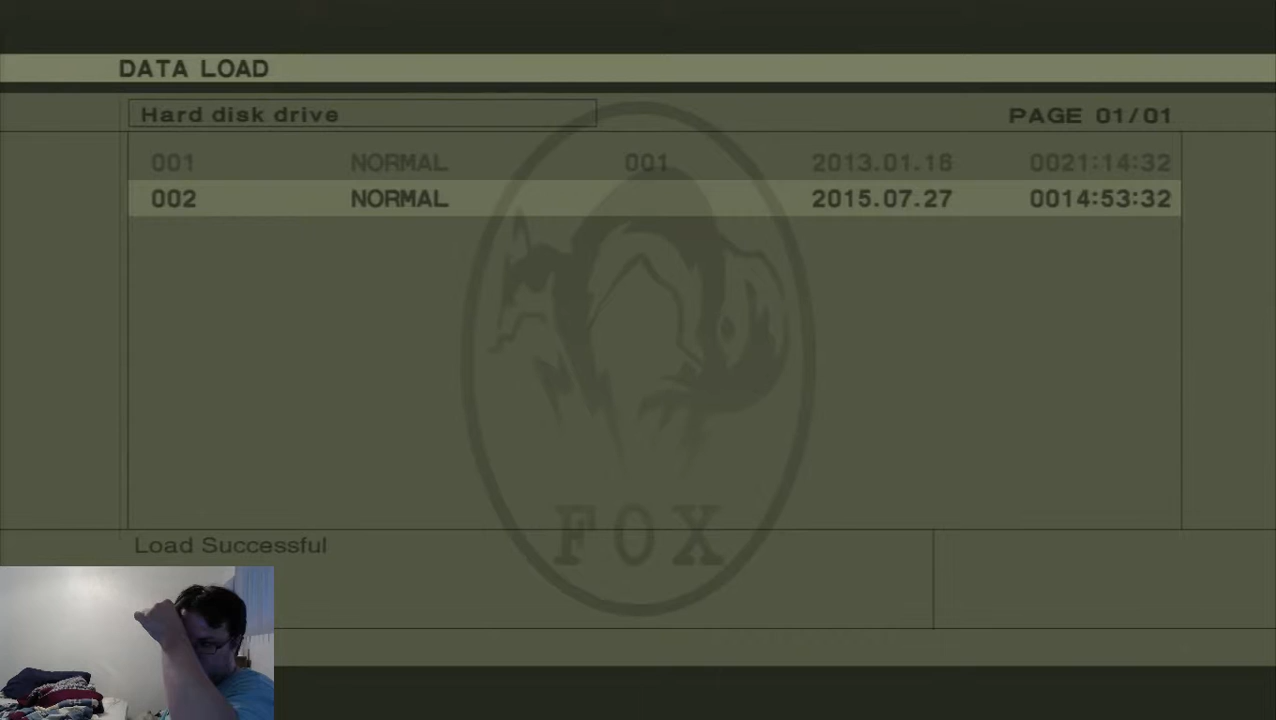 DATA LOAD
Hard disk drive PAGE 01/01
001 NORMAL 001 2013.01.16 0021:14:32
002 NORMAL 2015.07.27 0014:53:32
FOX
Load Successful